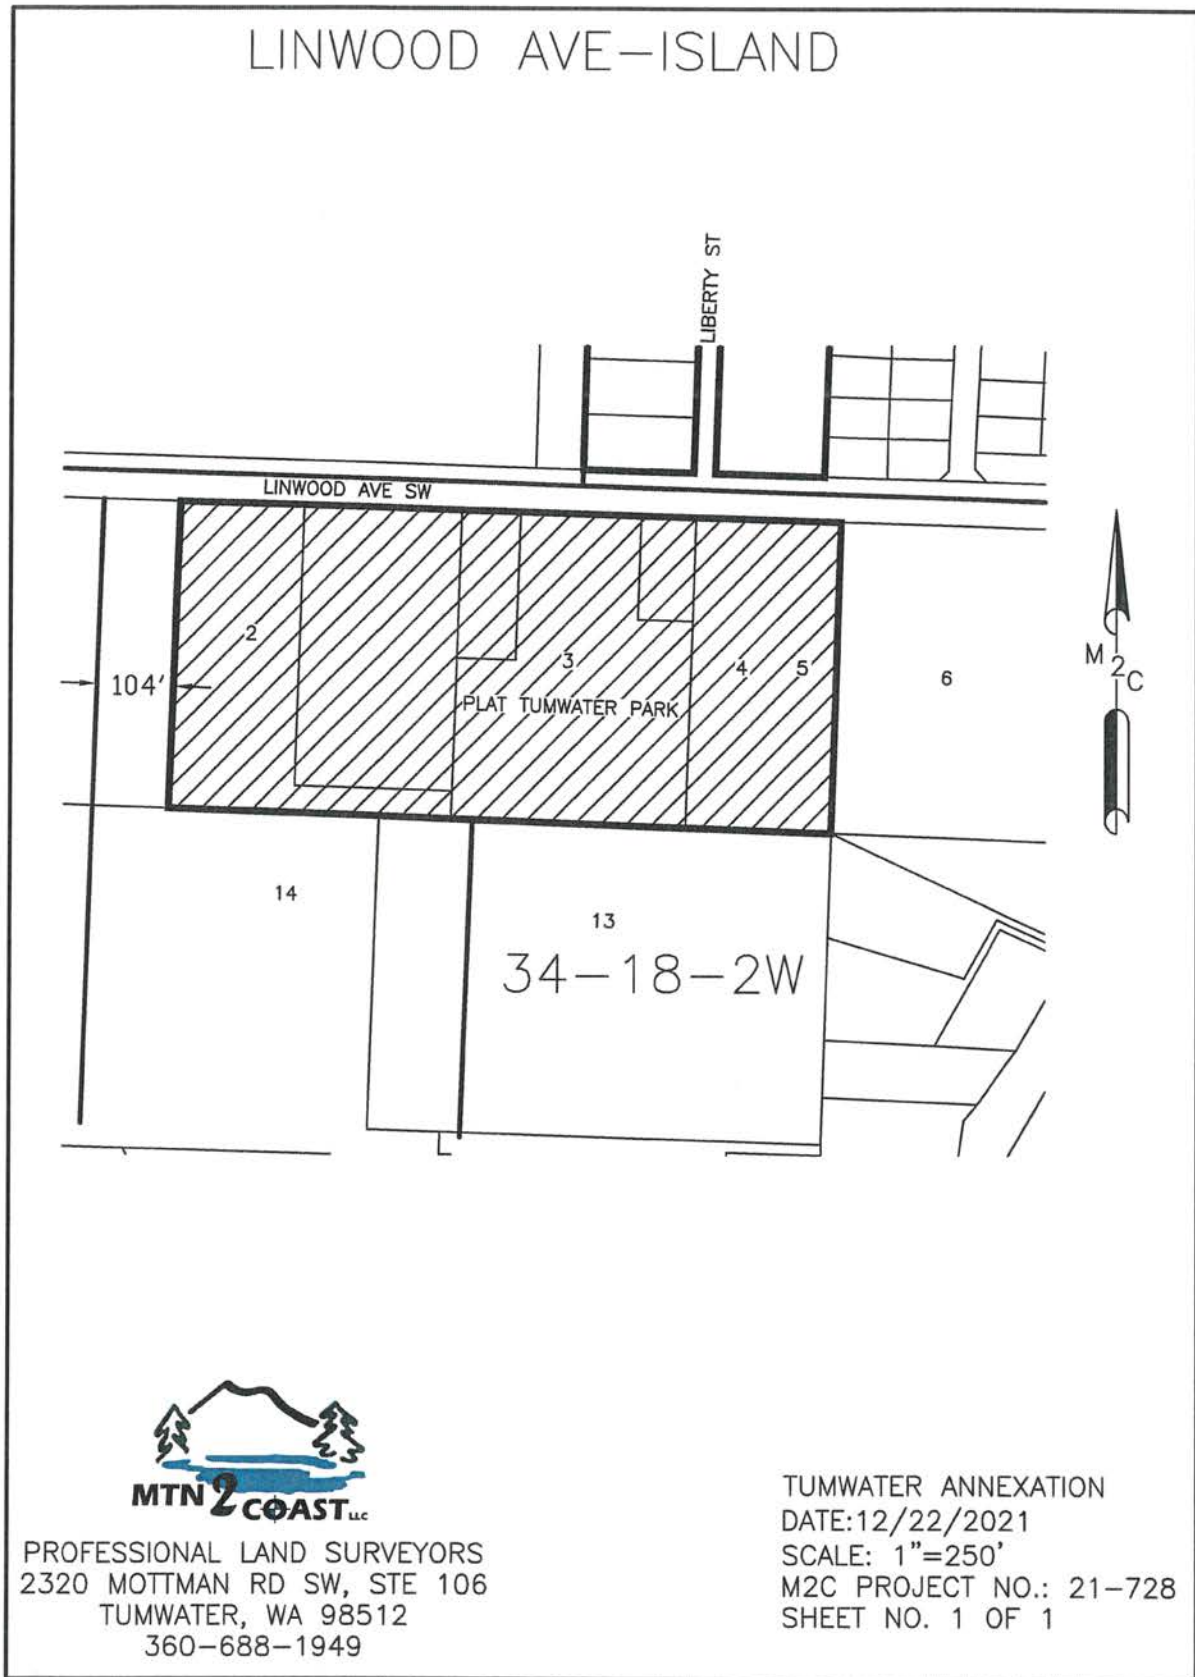 LINWOOD AVE-ISLAND
LIBERTY ST
LINWOOD AVE SW
2
104'
3
4
5
6
PLAT TUMWATER PARK
M2C
14
13
34-18-2W
MTN 2 COAST LLC
PROFESSIONAL LAND SURVEYORS
2320 MOTTMAN RD SW, STE 106
TUMWATER, WA 98512
360-688-1949
TUMWATER ANNEXATION
DATE:12/22/2021
SCALE: 1"=250'
M2C PROJECT NO.: 21-728
SHEET NO. 1 OF 1